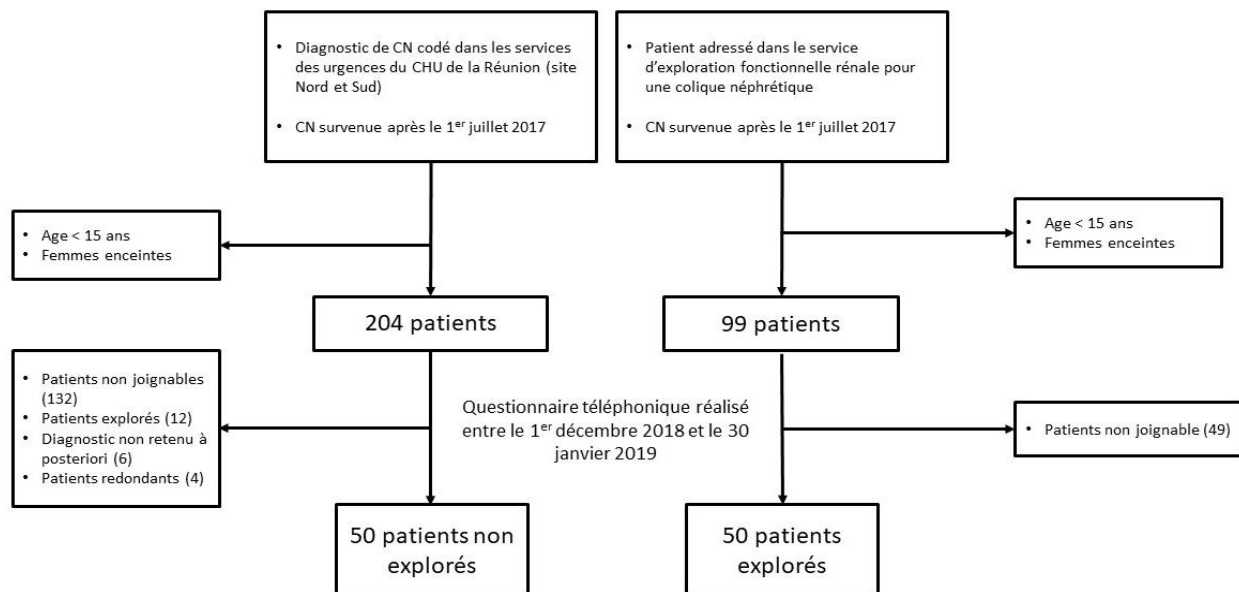 • Diagnostic de CN codé dans les services
des urgences du CHU de la Réunion (site
Nord et Sud)
• CN survenue après le 1er juillet 2017
• Patient adressé dans le service
d'exploration fonctionnelle rénale pour
une colique néphrétique
• CN survenue après le 1er juillet 2017
• Age < 15 ans
• Femmes enceintes
• Age < 15 ans
• Femmes enceintes
204 patients
99 patients
• Patients non joignables
(132)
• Patients explorés (12)
• Diagnostic non retenu à
posteriori (6)
• Patients redondants (4)
Questionnaire téléphonique réalisé
entre le 1er décembre 2018 et le 30
janvier 2019
• Patients non joignable (49)
50 patients non
explorés
50 patients
explorés